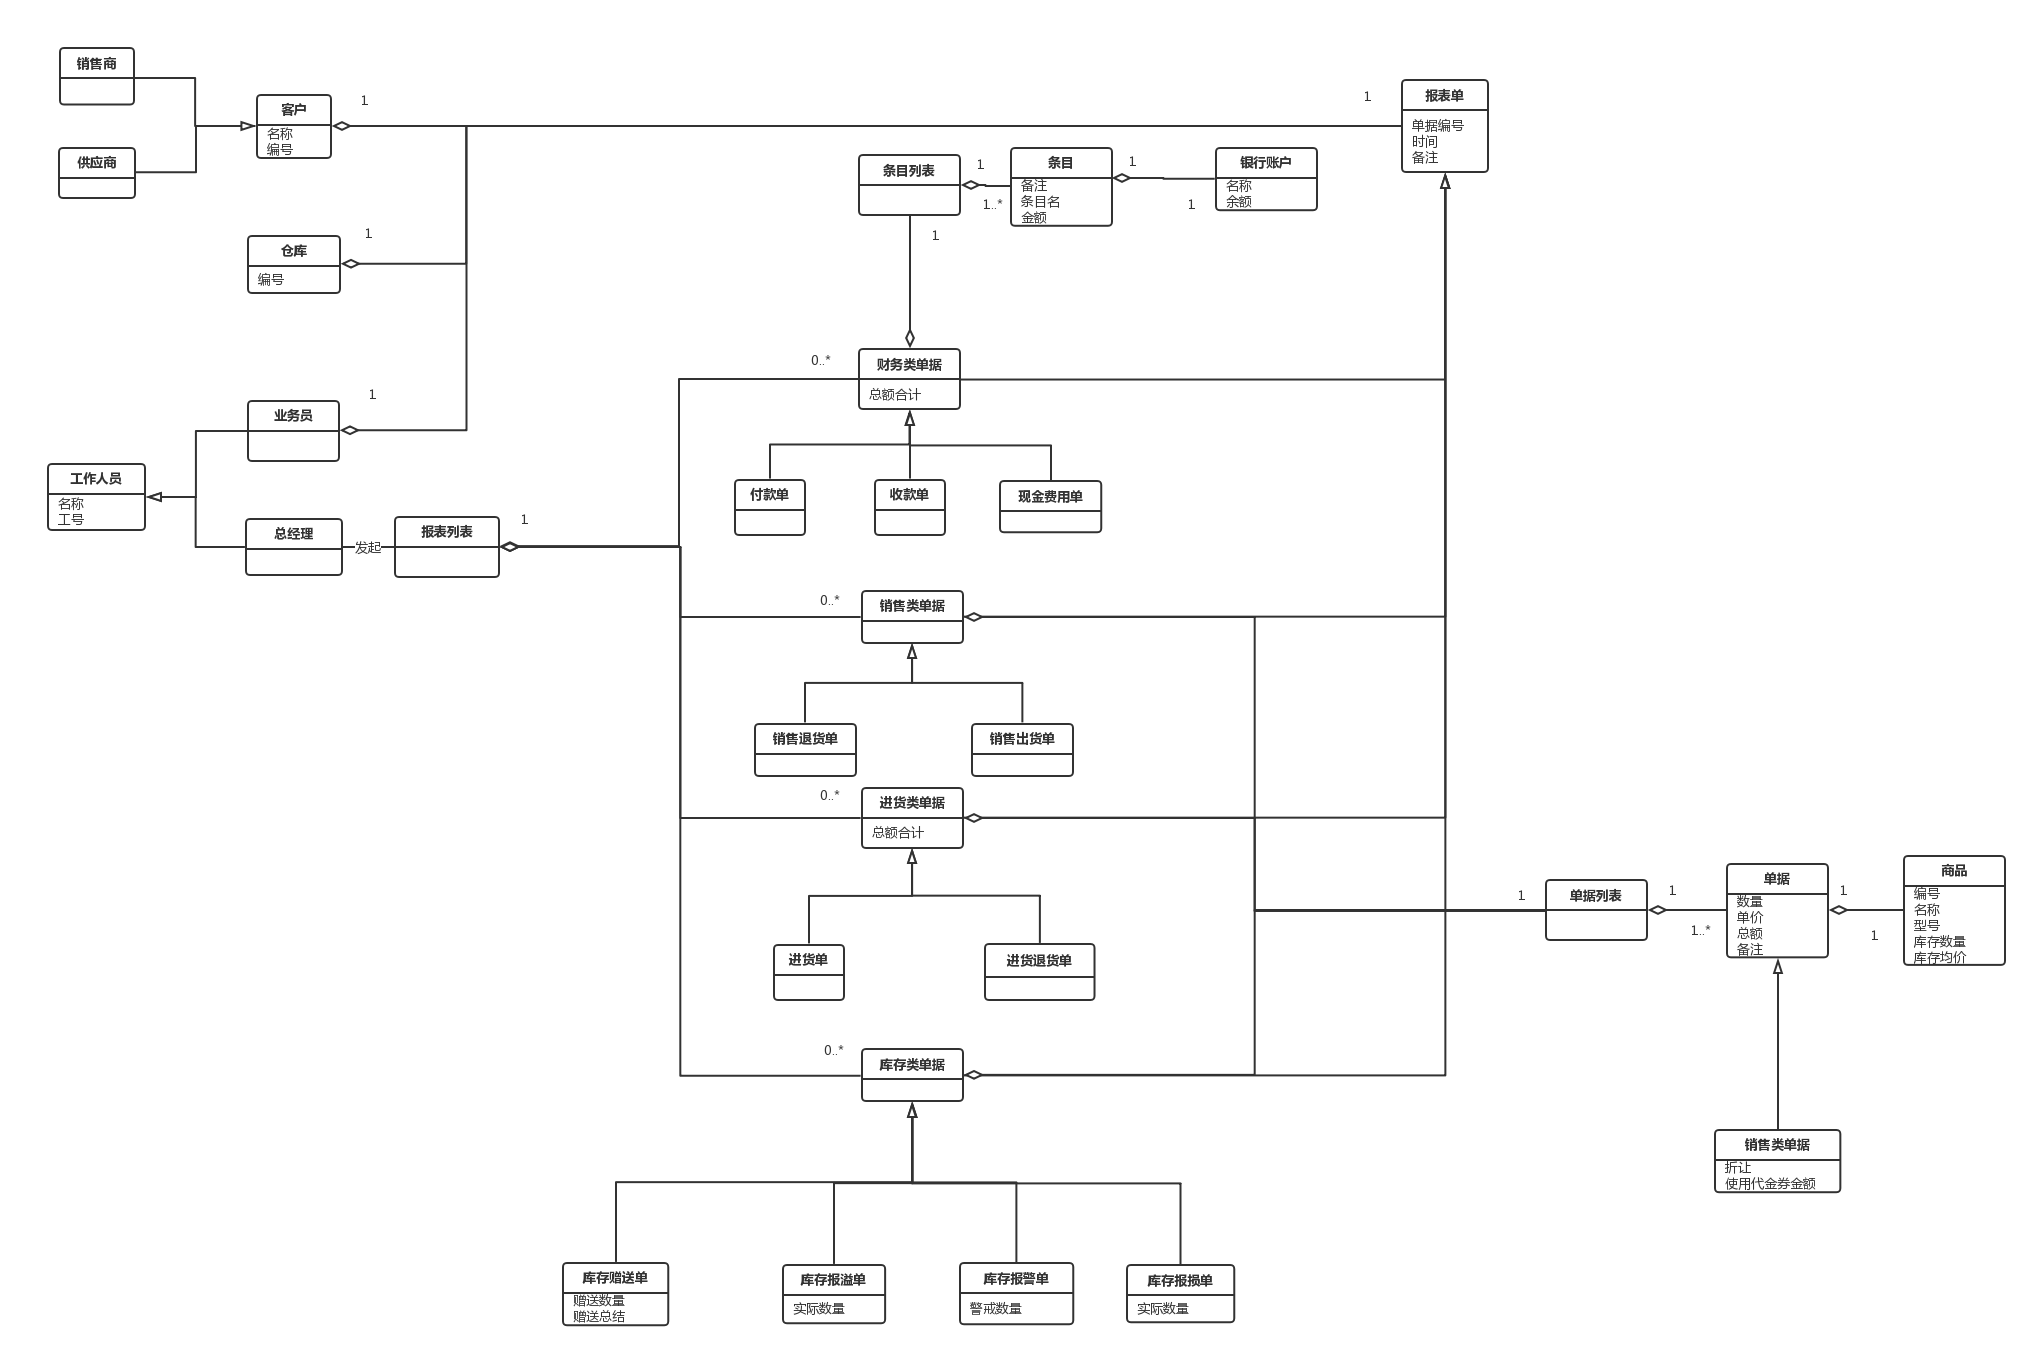 销售商
客户
名称
编号
1
1
报表单
单据编号
时间
备注
供应商
条目列表
1
1..*
条目
备注
条目名
金额
1
1
银行账户
名称
余额
仓库
编号
1
1
0..*
财务类单据
总额合计
业务员
1
工作人员
名称
工号
总经理
发起
报表列表
1
付款单
收款单
现金费用单
0..*
销售类单据
销售退货单
销售出货单
0..*
进货类单据
总额合计
进货单
进货退货单
1
单据列表
1
1..*
单据
数量
单价
总额
备注
1
1
商品
编号
名称
型号
库存数量
库存均价
0..*
库存类单据
销售类单据
折让
使用代金券金额
库存赠送单
赠送数量
赠送总结
库存报溢单
实际数量
库存报警单
警戒数量
库存报损单
实际数量